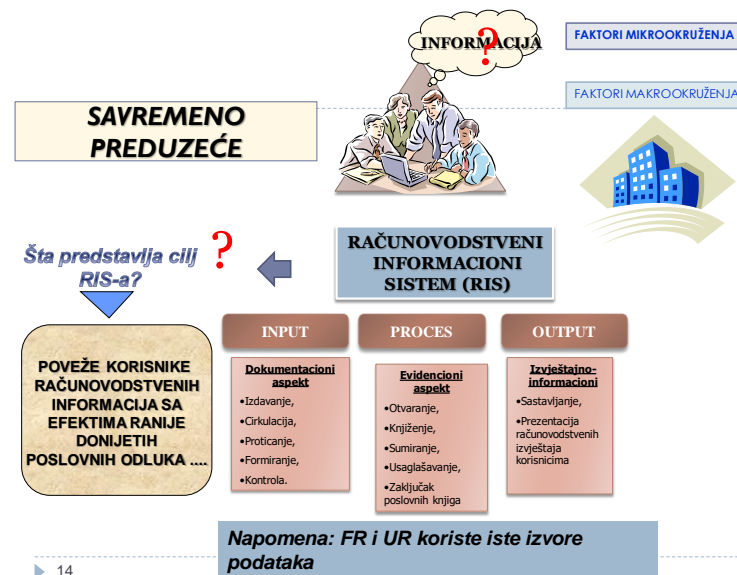 INFORMACIJA
?
FAKTORI MIKROOKRUŽENJA
FAKTORI MAKROOKRUŽENJA
SAVREMENO
PREDUZEĆE
Šta predstavlja cilj
RIS-a?
?
RAČUNOVODSTVENI
INFORMACIONI
SISTEM (RIS)
POVEŽE KORISNIKE
RAČUNOVODSTVENIH
INFORMACIJA SA
EFEKTIMA RANIJE
DONIJETIH
POSLOVNIH ODLUKA ....
INPUT
Dokumentacioni
aspekt
•Izdavanje,
•Cirkulacija,
•Proticanje,
•Formiranje,
•Kontrola.
PROCES
Evidencioni
aspekt
•Otvaranje,
•Knjiženje,
•Sumiranje,
•Usaglašavanje,
•Zaključak
poslovnih knjiga
OUTPUT
Izvještajno-
informacioni
•Sastavljanje,
•Prezentacija
računovodstvenih
izvještaja
korisnicima
Napomena: FR i UR koriste iste izvore
podataka
14